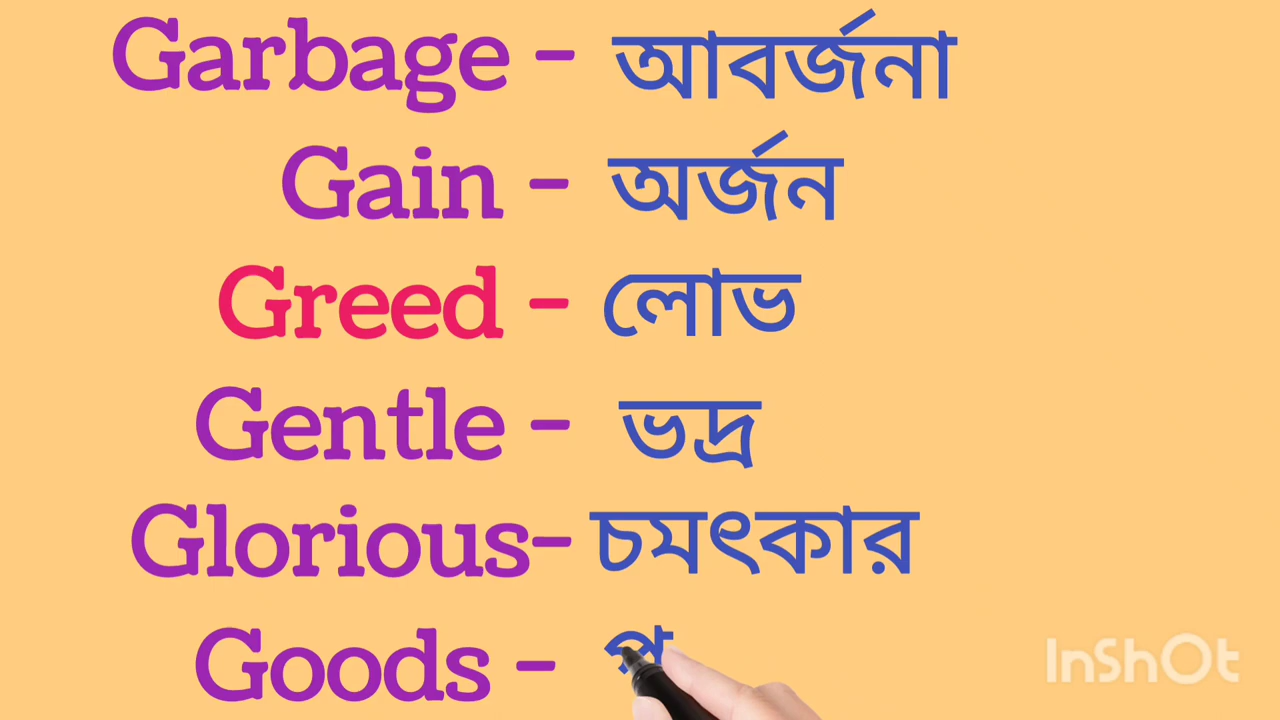 Garbage - আবর্জনা
Gain - অর্জন
Greed - লোভ
Gentle - ভদ্র
Glorious- চমৎকার
Goods -
InShOt